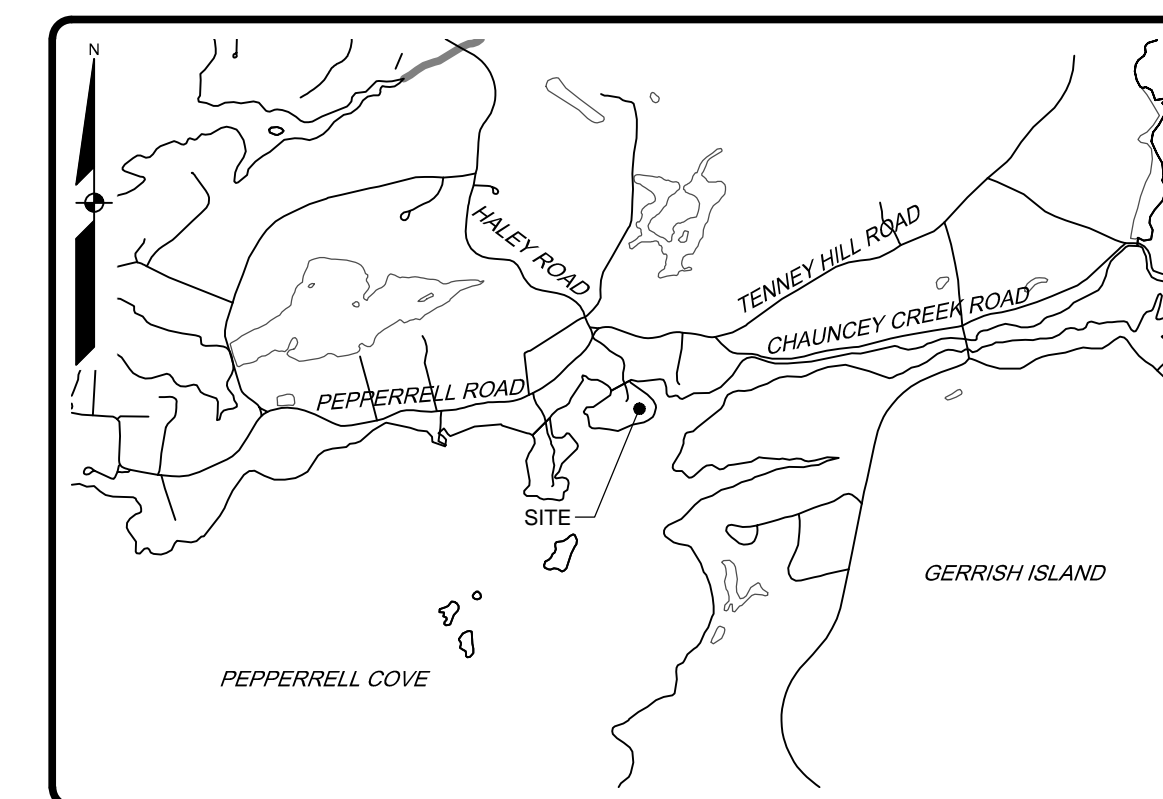 N
HALEY ROAD
TENNEY HILL ROAD
CHAUNCEY CREEK ROAD
PEPPERRELL ROAD
SITE
GERRISH ISLAND
PEPPERRELL COVE